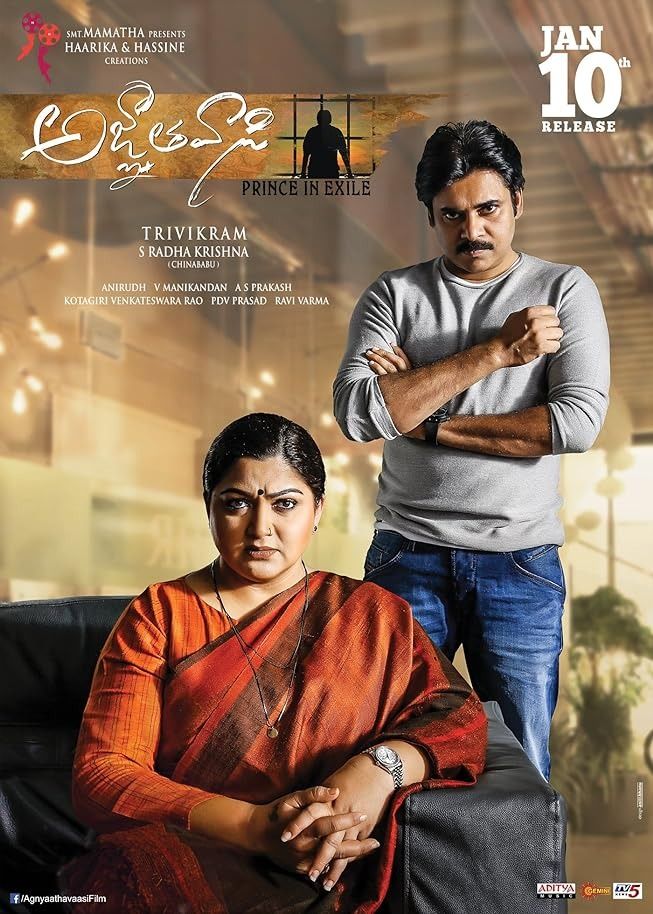 SMT. MAMATHA PRESENTS
HAARIKA & HASSINE
CREATIONS
JAN
10th
RELEASE
అజ్ఞాతవాసి
PRINCE IN EXILE
TRIVIKRAM
S RADHA KRISHNA
(CHINABABU)
ANIRUDH V MANIKANDAN A S PRAKASH
KOTAGIRI VENKATESWARA RAO PDV PRASAD RAVI VARMA
f/AgnyaathavaasiFilm
ADITYA
MUSIC
GEMINI
TV5
NEWS